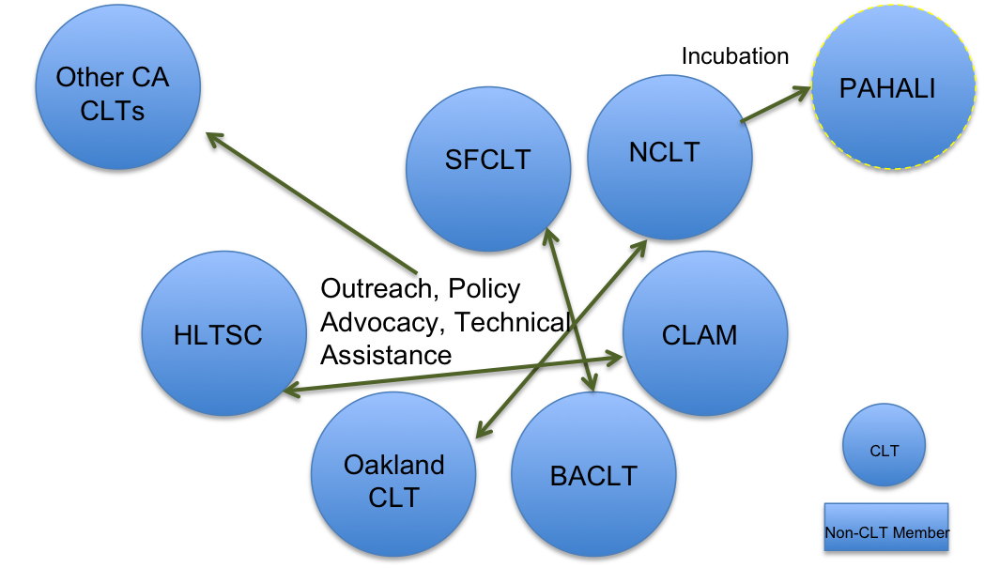 Other CA
CLTs
Incubation
PAHALI
SFCLT
NCLT
Outreach, Policy
Advocacy, Technical
Assistance
HLTSC
CLAM
Oakland
CLT
BACLT
CLT
Non-CLT Member